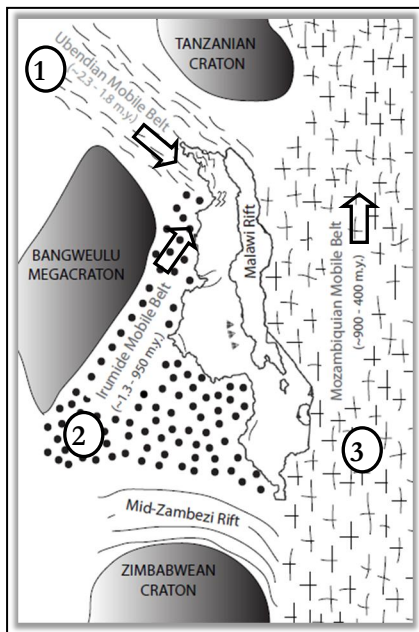 TANZANIAN
CRATON
1
Ubendian Mobile Belt
(~2.3 - 1.8 m.y.)
BANGWEULU
MEGACRATON
Malawi Rift
Mozambiquian Mobile Belt
(~900 - 400 m.y.)
Irumide Mobile Belt
(~1.3 - 950 m.y.)
2
3
Mid-Zambezi Rift
ZIMBABWEAN
CRATON